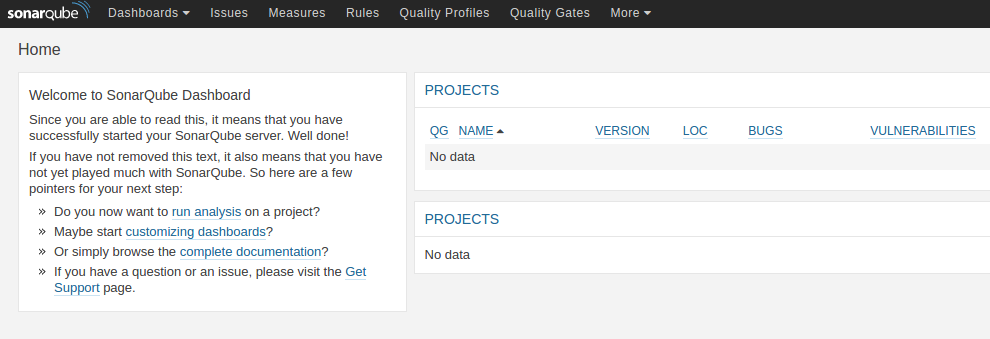 sonarqube Dashboards Issues Measures Rules Quality Profiles Quality Gates More
Home
Welcome to SonarQube Dashboard
Since you are able to read this, it means that you have
successfully started your SonarQube server. Well done!
If you have not removed this text, it also means that you have
not yet played much with SonarQube. So here are a few
pointers for your next step:
» Do you now want to run analysis on a project?
» Maybe start customizing dashboards?
» Or simply browse the complete documentation?
» If you have a question or an issue, please visit the Get
Support page.
PROJECTS
QG NAME VERSION LOC BUGS VULNERABILITIES
No data
PROJECTS
No data